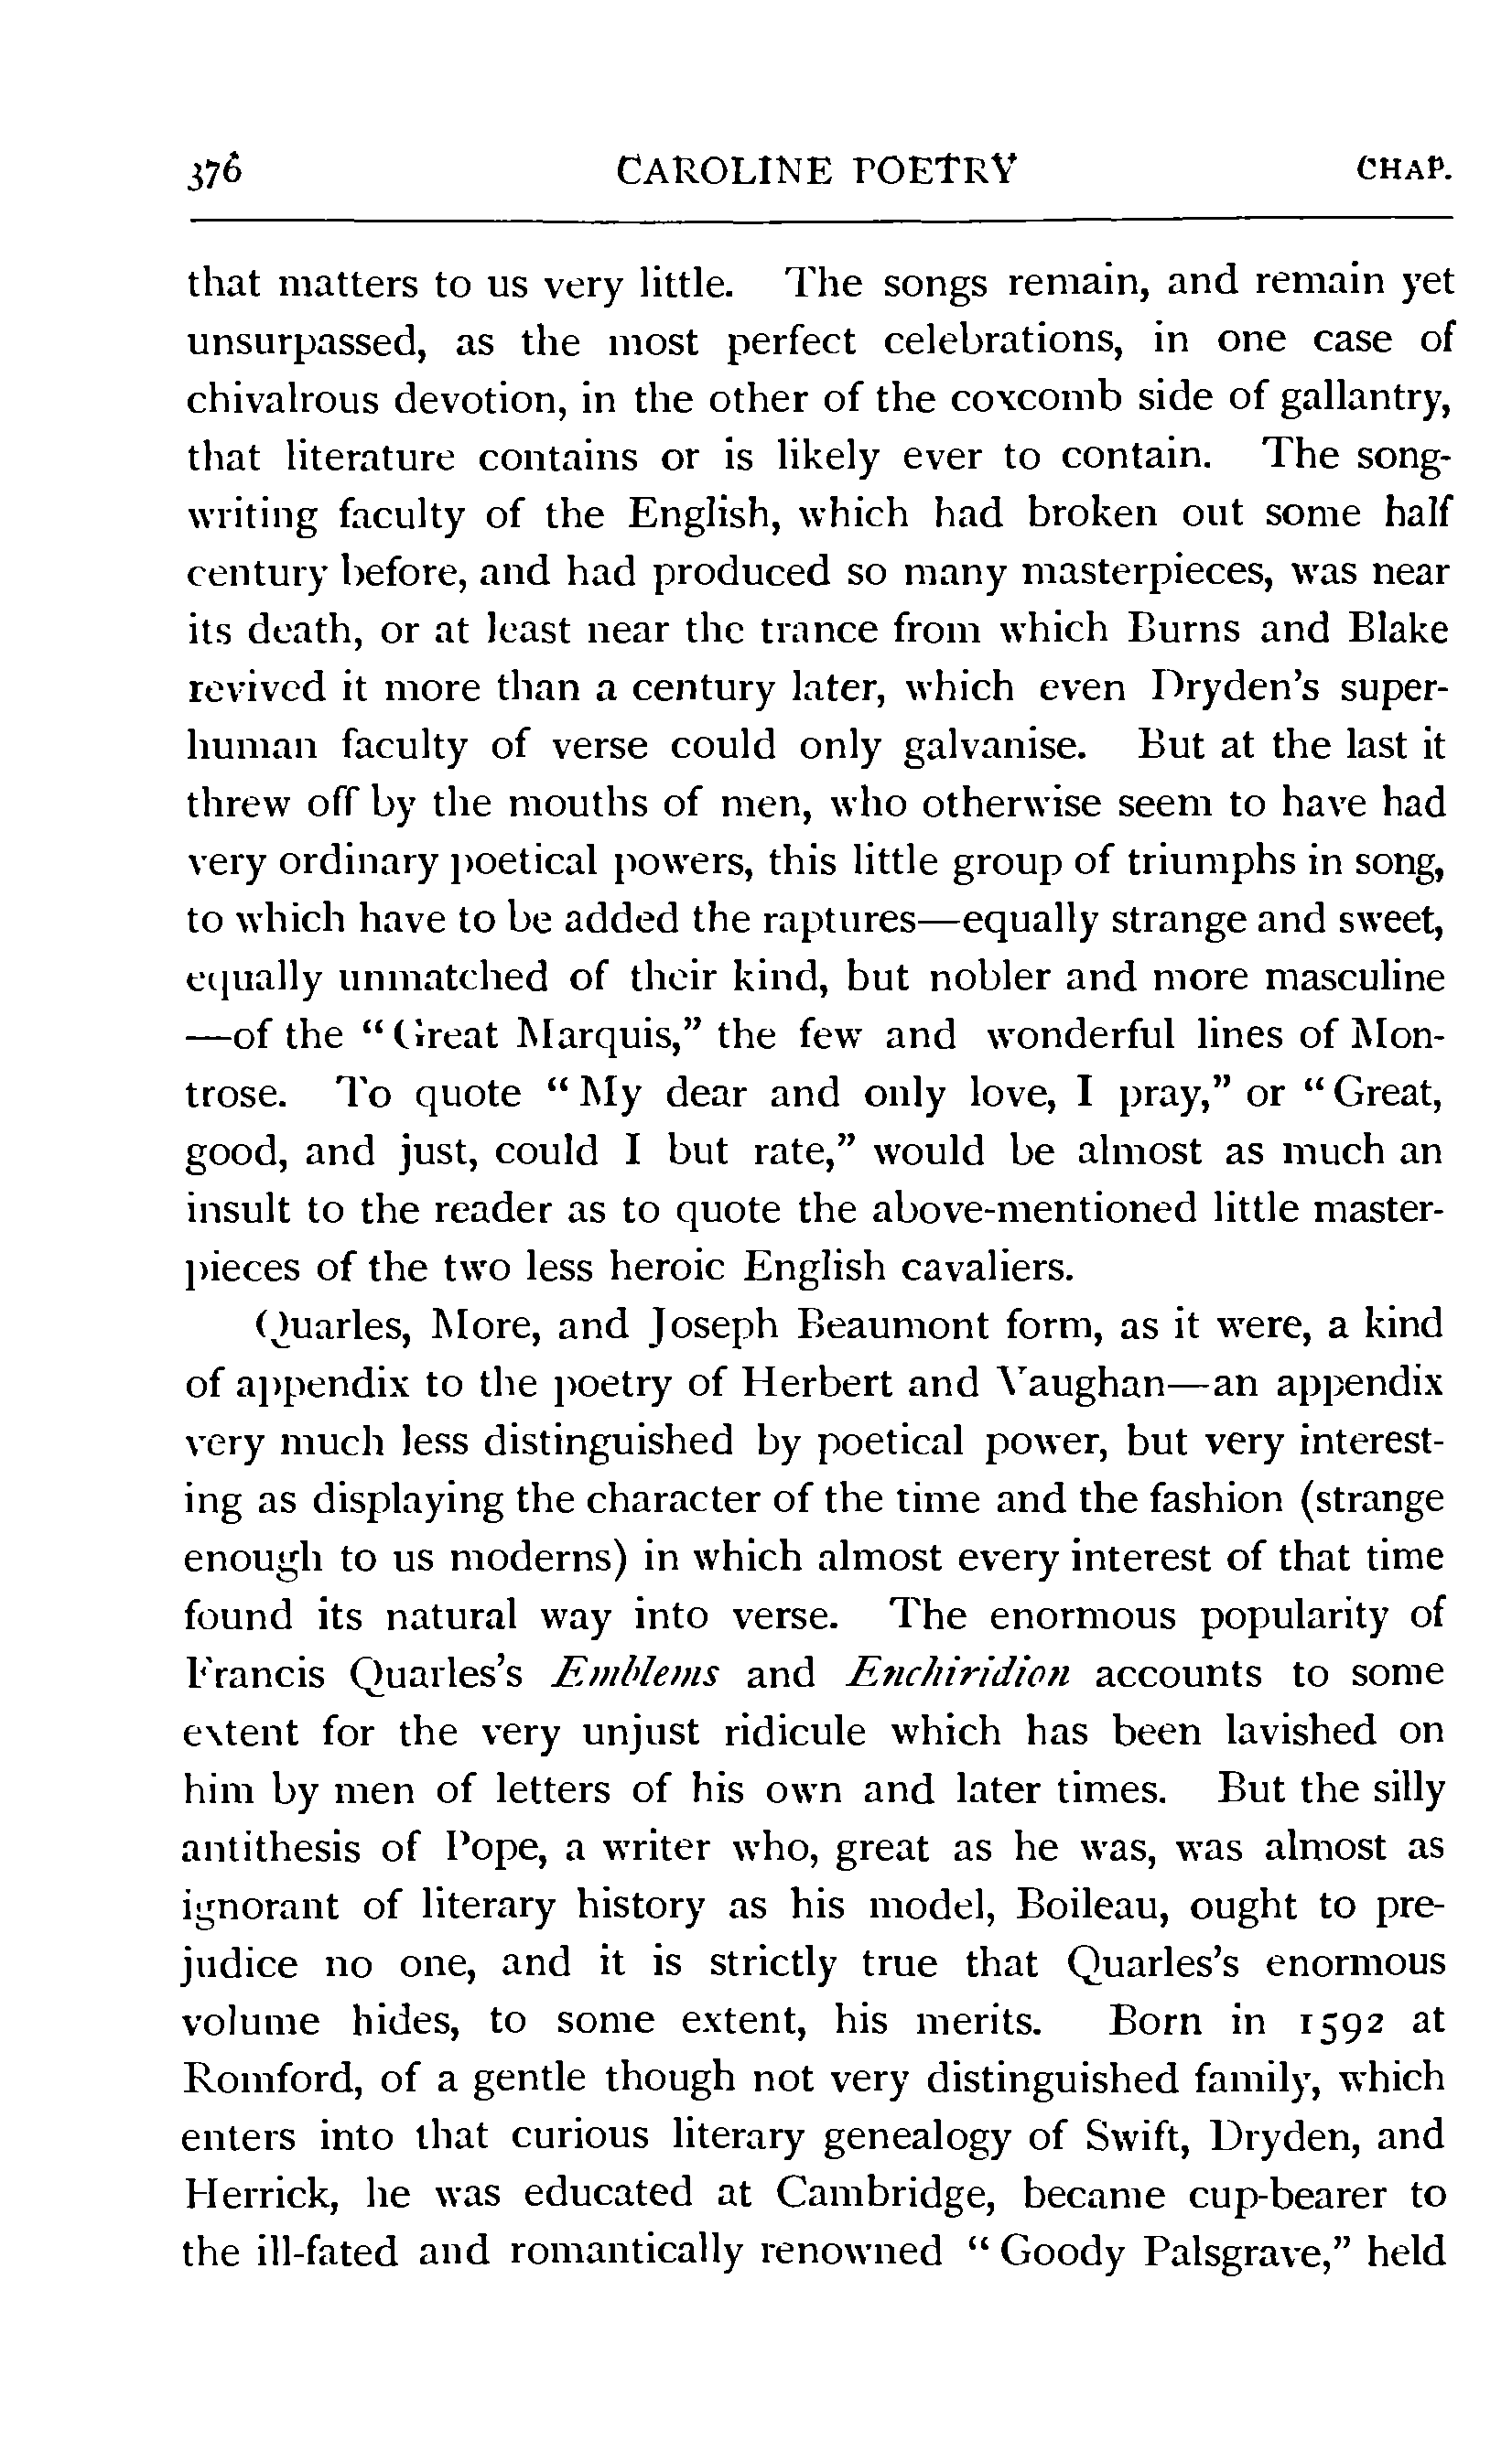 376 CAROLINE POETRY CHAP.
that matters to us very little. The songs remain, and remain yet
unsurpassed, as the most perfect celebrations, in one case of
chivalrous devotion, in the other of the coxcomb side of gallantry,
that literature contains or is likely ever to contain. The song-
writing faculty of the English, which had broken out some half
century before, and had produced so many masterpieces, was near
its death, or at least near the trance from which Burns and Blake
revived it more than a century later, which even Dryden's super-
human faculty of verse could only galvanise. But at the last it
threw off by the mouths of men, who otherwise seem to have had
very ordinary poetical powers, this little group of triumphs in song,
to which have to be added the raptures—equally strange and sweet,
equally unmatched of their kind, but nobler and more masculine
—of the “Great Marquis,” the few and wonderful lines of Mon-
trose. To quote “My dear and only love, I pray,” or “Great,
good, and just, could I but rate,” would be almost as much an
insult to the reader as to quote the above-mentioned little master-
pieces of the two less heroic English cavaliers.
Quarles, More, and Joseph Beaumont form, as it were, a kind
of appendix to the poetry of Herbert and Vaughan—an appendix
very much less distinguished by poetical power, but very interest-
ing as displaying the character of the time and the fashion (strange
enough to us moderns) in which almost every interest of that time
found its natural way into verse. The enormous popularity of
Francis Quarles's Emblems and Enchiridion accounts to some
extent for the very unjust ridicule which has been lavished on
him by men of letters of his own and later times. But the silly
antithesis of Pope, a writer who, great as he was, was almost as
ignorant of literary history as his model, Boileau, ought to pre-
judice no one, and it is strictly true that Quarles's enormous
volume hides, to some extent, his merits. Born in 1592 at
Romford, of a gentle though not very distinguished family, which
enters into that curious literary genealogy of Swift, Dryden, and
Herrick, he was educated at Cambridge, became cup-bearer to
the ill-fated and romantically renowned “Goody Palsgrave,” held